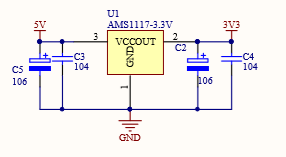 U1
5V
AMS1117-3.3V
3V3
3
VCCOUT
2
C2
C3
104
C4
104
GND
C5
106
106
1
GND